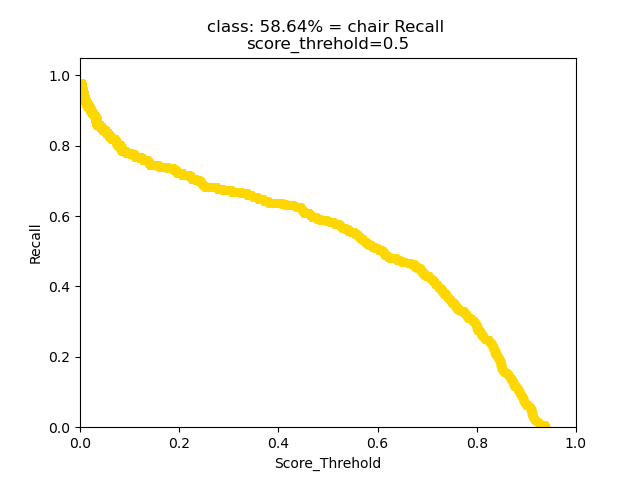 class: 58.64% = chair Recall
score_threhold=0.5
Recall
1.0
0.8
0.6
0.4
0.2
0.0
0.0 0.2 0.4 0.6 0.8 1.0
Score_Threhold